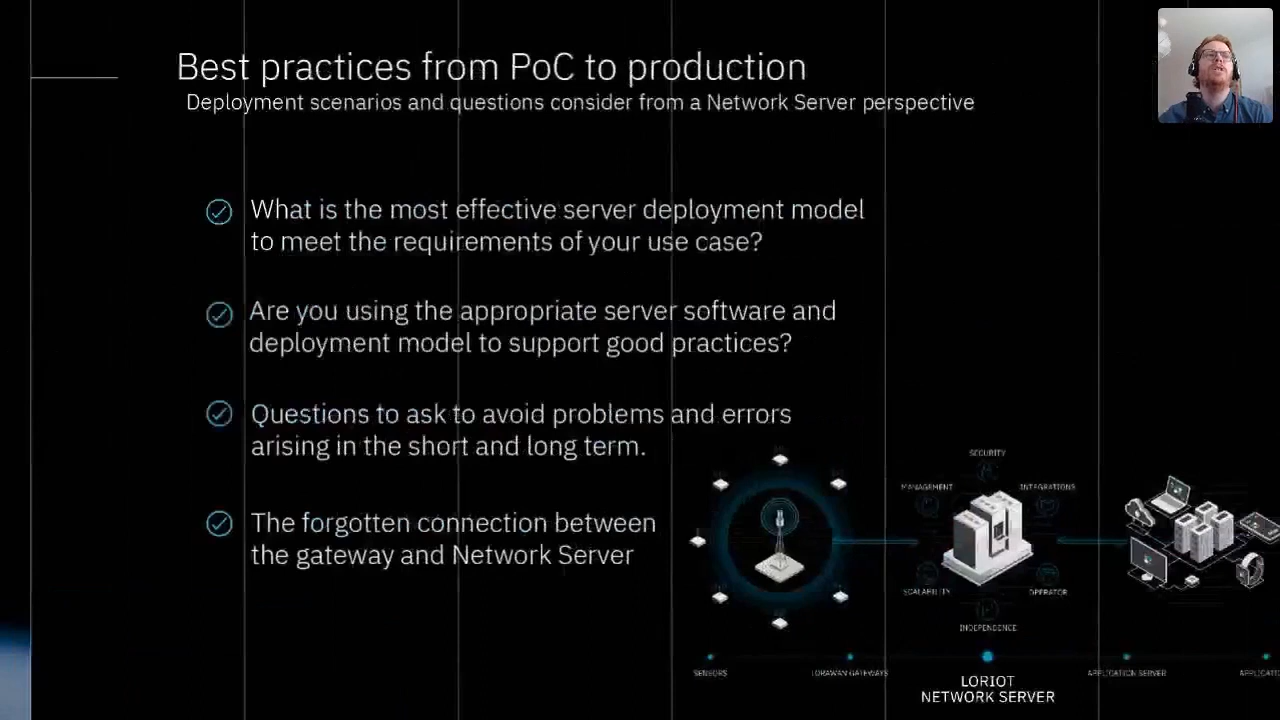 Best practices from PoC to production
Deployment scenarios and questions consider from a Network Server perspective
What is the most effective server deployment model
to meet the requirements of your use case?
Are you using the appropriate server software and
deployment model to support good practices?
Questions to ask to avoid problems and errors
arising in the short and long term.
The forgotten connection between
the gateway and Network Server
SECURITY
MANAGEMENT
INTEGRATIONS
SCALABILITY
OPERATOR
INDEPENDENCE
SENSORS
LORAWAN GATEWAYS
LORIOT
NETWORK SERVER
APPLICATION SERVER
APPLICATI